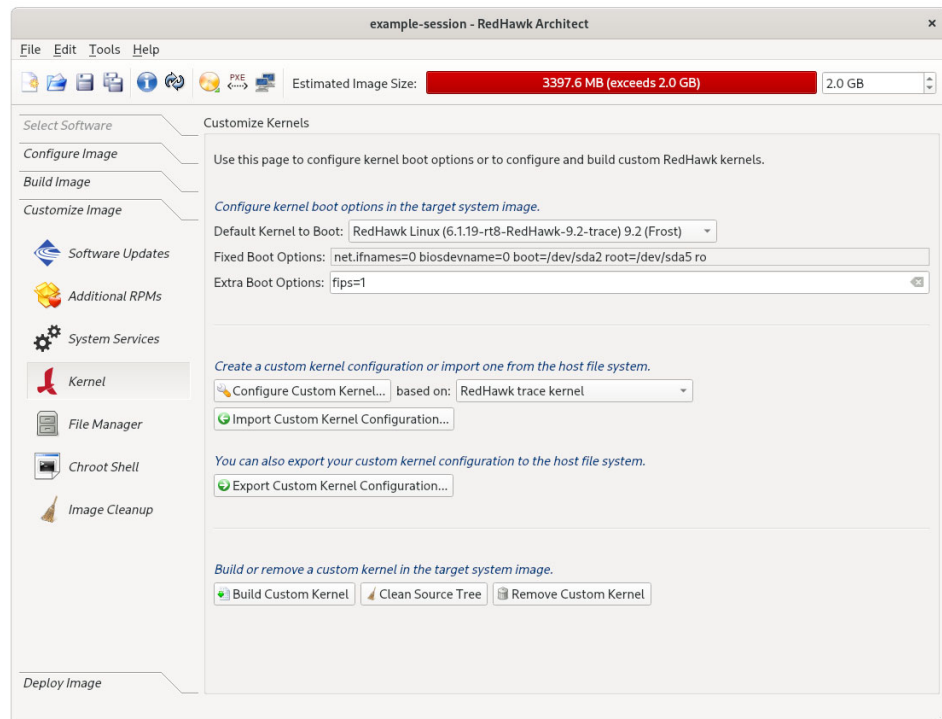 example-session - RedHawk Architect ×
File Edit Tools Help
PXE Estimated Image Size: 3397.6 MB (exceeds 2.0 GB) 2.0 GB
Select Software
Configure Image
Build Image
Customize Image
Software Updates
Additional RPMs
System Services
Kernel
File Manager
Chroot Shell
Image Cleanup
Deploy Image
Customize Kernels
Use this page to configure kernel boot options or to configure and build custom RedHawk kernels.
Configure kernel boot options in the target system image.
Default Kernel to Boot: RedHawk Linux (6.1.19-rt8-RedHawk-9.2-trace) 9.2 (Frost)
Fixed Boot Options: net.ifnames=0 biosdevname=0 boot=/dev/sda2 root=/dev/sda5 ro
Extra Boot Options: fips=1
Create a custom kernel configuration or import one from the host file system.
Configure Custom Kernel... based on: RedHawk trace kernel
Import Custom Kernel Configuration...
You can also export your custom kernel configuration to the host file system.
Export Custom Kernel Configuration...
Build or remove a custom kernel in the target system image.
Build Custom Kernel Clean Source Tree Remove Custom Kernel